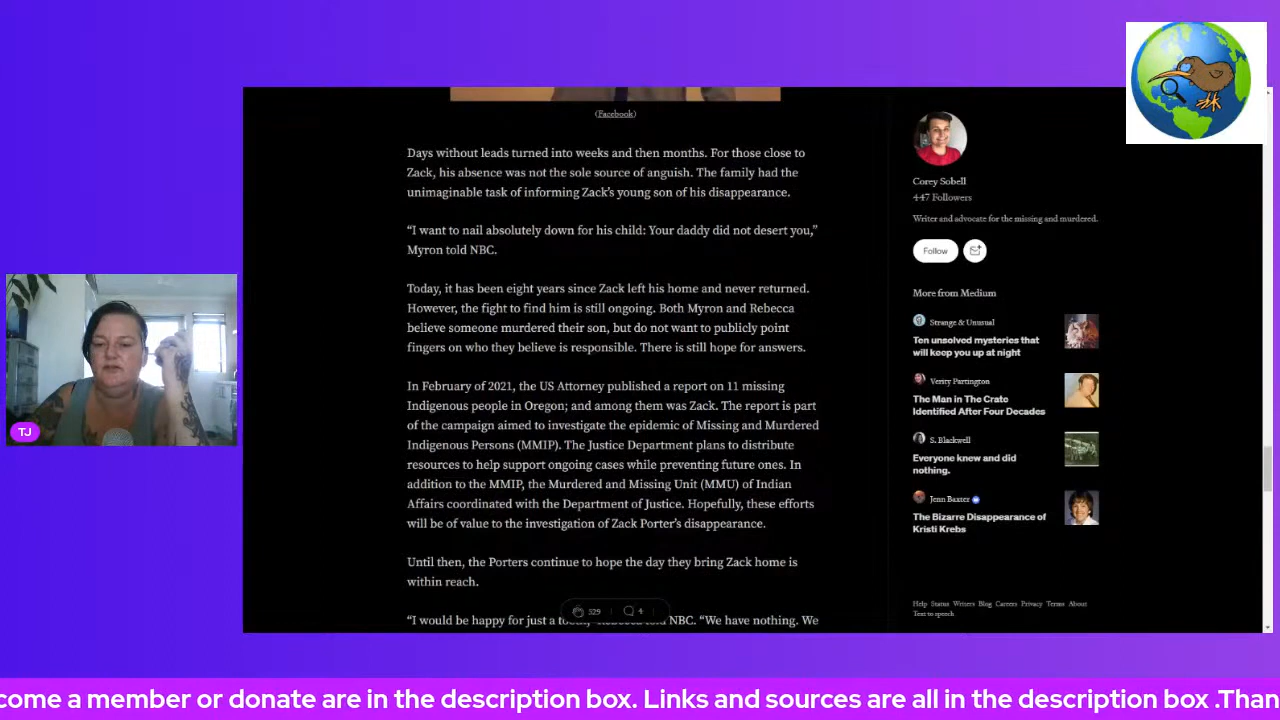 (Facebook)
Days without leads turned into weeks and then months. For those close to
Zack, his absence was not the sole source of anguish. The family had the
unimaginable task of informing Zack's young son of his disappearance.
“I want to nail absolutely down for his child: Your daddy did not desert you,”
Myron told NBC.
Today, it has been eight years since Zack left his home and never returned.
However, the fight to find him is still ongoing. Both Myron and Rebecca
believe someone murdered their son, but do not want to publicly point
fingers on who they believe is responsible. There is still hope for answers.
In February of 2021, the US Attorney published a report on 11 missing
Indigenous people in Oregon; and among them was Zack. The report is part
of the campaign aimed to investigate the epidemic of Missing and Murdered
Indigenous Persons (MMIP). The Justice Department plans to distribute
resources to help support ongoing cases while preventing future ones. In
addition to the MMIP, the Murdered and Missing Unit (MMU) of Indian
Affairs coordinated with the Department of Justice. Hopefully, these efforts
will be of value to the investigation of Zack Porter's disappearance.
Until then, the Porters continue to hope the day they bring Zack home is
within reach.
529 4
“I would be happy for just a NBC. “We have nothing. We
Corey Sobell
447 Followers
Writer and advocate for the missing and murdered.
Follow
More from Medium
Strange & Unusual
Ten unsolved mysteries that
will keep you up at night
Verity Partington
The Man in The Crate
Identified After Four Decades
S. Blackwell
Everyone knew and did
nothing.
Jenn Baxter
The Bizarre Disappearance of
Kristi Krebs
Help Status Writers Blog Careers Privacy Terms About
Text to speech
TJ
come a member or donate are in the description box. Links and sources are all in the description box .Than